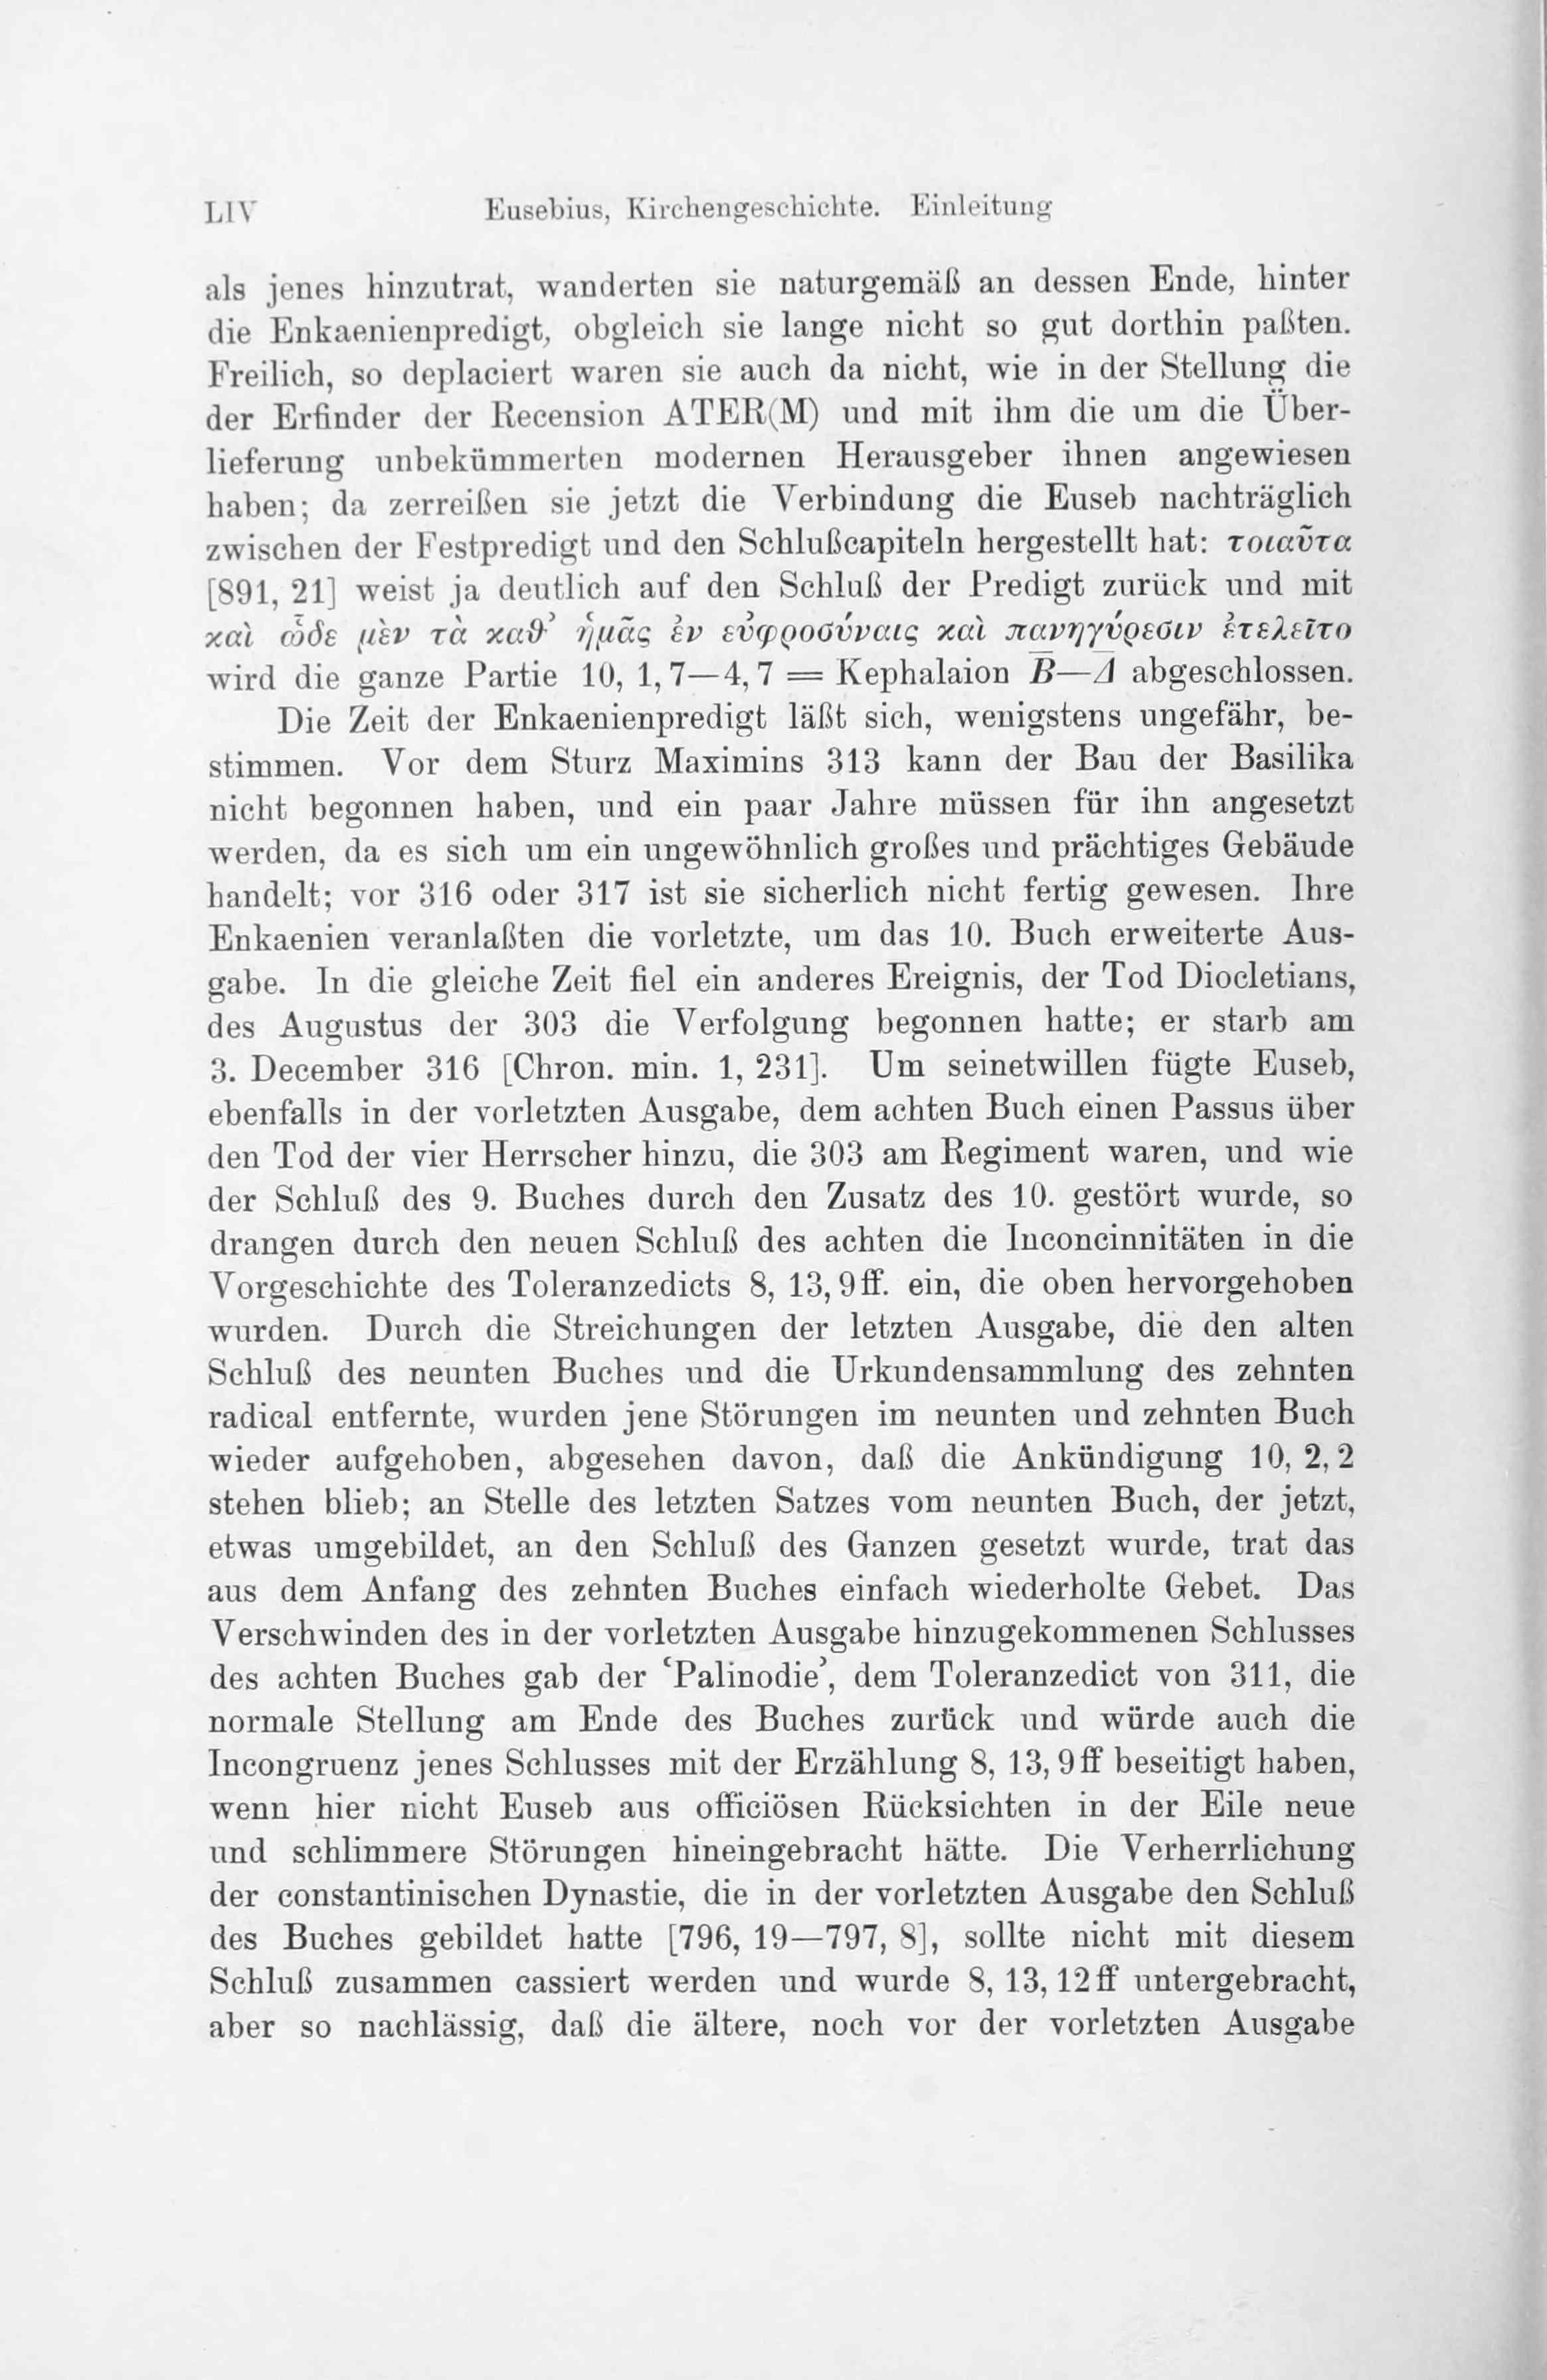 LIV Eusebius, Kirchengeschichte. Einleitung
als jenes hinzutrat, wanderten sie naturgemäß an dessen Ende, hinter
die Enkaenienpredigt, obgleich sie lange nicht so gut dorthin paßten.
Freilich, so deplaciert waren sie auch da nicht, wie in der Stellung die
der Erfinder der Recension ATER(M) und mit ihm die um die Über-
lieferung unbekümmerten modernen Herausgeber ihnen angewiesen
haben; da zerreißen sie jetzt die Verbindung die Euseb nachträglich
zwischen der Festpredigt und den Schlußcapiteln hergestellt hat: τοιαῦτα
[891, 21] weist ja deutlich auf den Schluß der Predigt zurück und mit
καὶ ὧδε μὲν τὰ καθ’ ἡμᾶς ἐν εὐφροσύναις καὶ πανηγύρεσιν ἐτελεῖτο
wird die ganze Partie 10, 1, 7—4, 7 = Kephalaion B̅—Δ̅ abgeschlossen.
Die Zeit der Enkaenienpredigt läßt sich, wenigstens ungefähr, be-
stimmen. Vor dem Sturz Maximins 313 kann der Bau der Basilika
nicht begonnen haben, und ein paar Jahre müssen für ihn angesetzt
werden, da es sich um ein ungewöhnlich großes und prächtiges Gebäude
handelt; vor 316 oder 317 ist sie sicherlich nicht fertig gewesen. Ihre
Enkaenien veranlaßten die vorletzte, um das 10. Buch erweiterte Aus-
gabe. In die gleiche Zeit fiel ein anderes Ereignis, der Tod Diocletians,
des Augustus der 303 die Verfolgung begonnen hatte; er starb am
3. December 316 [Chron. min. 1, 231]. Um seinetwillen fügte Euseb,
ebenfalls in der vorletzten Ausgabe, dem achten Buch einen Passus über
den Tod der vier Herrscher hinzu, die 303 am Regiment waren, und wie
der Schluß des 9. Buches durch den Zusatz des 10. gestört wurde, so
drangen durch den neuen Schluß des achten die Inconcinnitäten in die
Vorgeschichte des Toleranzedicts 8, 13, 9 ff. ein, die oben hervorgehoben
wurden. Durch die Streichungen der letzten Ausgabe, die den alten
Schluß des neunten Buches und die Urkundensammlung des zehnten
radical entfernte, wurden jene Störungen im neunten und zehnten Buch
wieder aufgehoben, abgesehen davon, daß die Ankündigung 10, 2, 2
stehen blieb; an Stelle des letzten Satzes vom neunten Buch, der jetzt,
etwas umgebildet, an den Schluß des Ganzen gesetzt wurde, trat das
aus dem Anfang des zehnten Buches einfach wiederholte Gebet. Das
Verschwinden des in der vorletzten Ausgabe hinzugekommenen Schlusses
des achten Buches gab der ‘Palinodie’, dem Toleranzedict von 311, die
normale Stellung am Ende des Buches zurück und würde auch die
Incongruenz jenes Schlusses mit der Erzählung 8, 13, 9 ff beseitigt haben,
wenn hier nicht Euseb aus officiösen Rücksichten in der Eile neue
und schlimmere Störungen hineingebracht hätte. Die Verherrlichung
der constantinischen Dynastie, die in der vorletzten Ausgabe den Schluß
des Buches gebildet hatte [796, 19—797, 8], sollte nicht mit diesem
Schluß zusammen cassiert werden und wurde 8, 13, 12 ff untergebracht,
aber so nachlässig, daß die ältere, noch vor der vorletzten Ausgabe